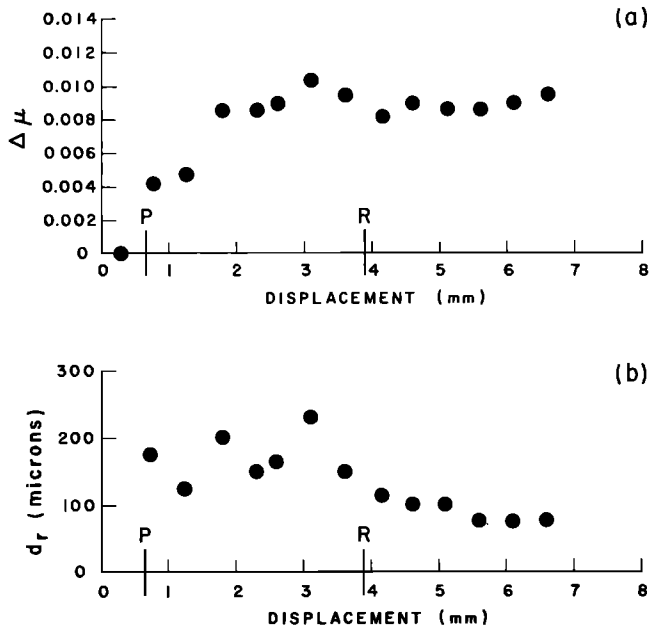 (a)
0.014
0.012
0.010
0.008
0.006
0.004
0.002
0
Δμ
P
R
0 1 2 3 4 5 6 7 8
DISPLACEMENT (mm)
(b)
300
200
100
0
d_r (microns)
P
R
0 1 2 3 4 5 6 7 8
DISPLACEMENT (mm)